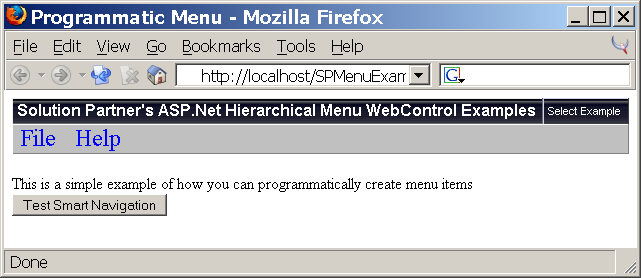 Programmatic Menu - Mozilla Firefox
File Edit View Go Bookmarks Tools Help
http://localhost/SPMenuExam G
Solution Partner's ASP.Net Hierarchical Menu WebControl Examples Select Example
File Help
This is a simple example of how you can programmatically create menu items
Test Smart Navigation
Done